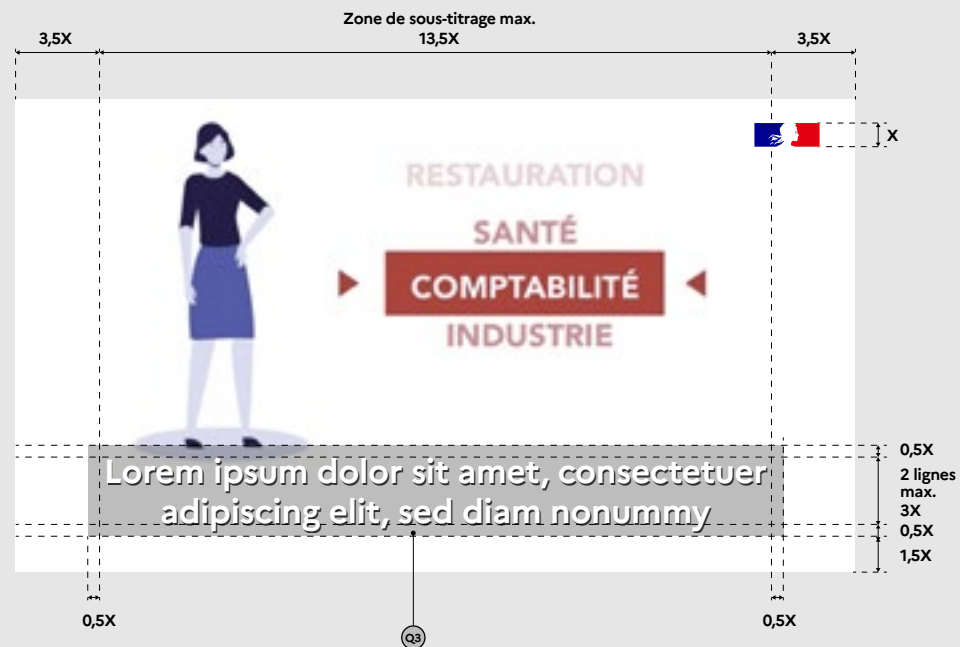 Zone de sous-titrage max.
3,5X
13,5X
3,5X
X
RESTAURATION
SANTÉ
COMPTABILITÉ
INDUSTRIE
0,5X
2 lignes
max.
3X
0,5X
1,5X
Lorem ipsum dolor sit amet, consectetuer
adipiscing elit, sed diam nonummy
0,5X
0,5X
Q3